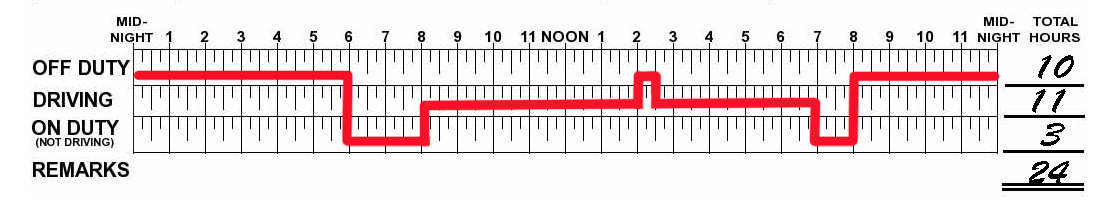 MID-NIGHT 1 2 3 4 5 6 7 8 9 10 11 NOON 1 2 3 4 5 6 7 8 9 10 11 MID-NIGHT TOTAL HOURS
OFF DUTY 10
DRIVING 11
ON DUTY 3
(NOT DRIVING)
REMARKS 24